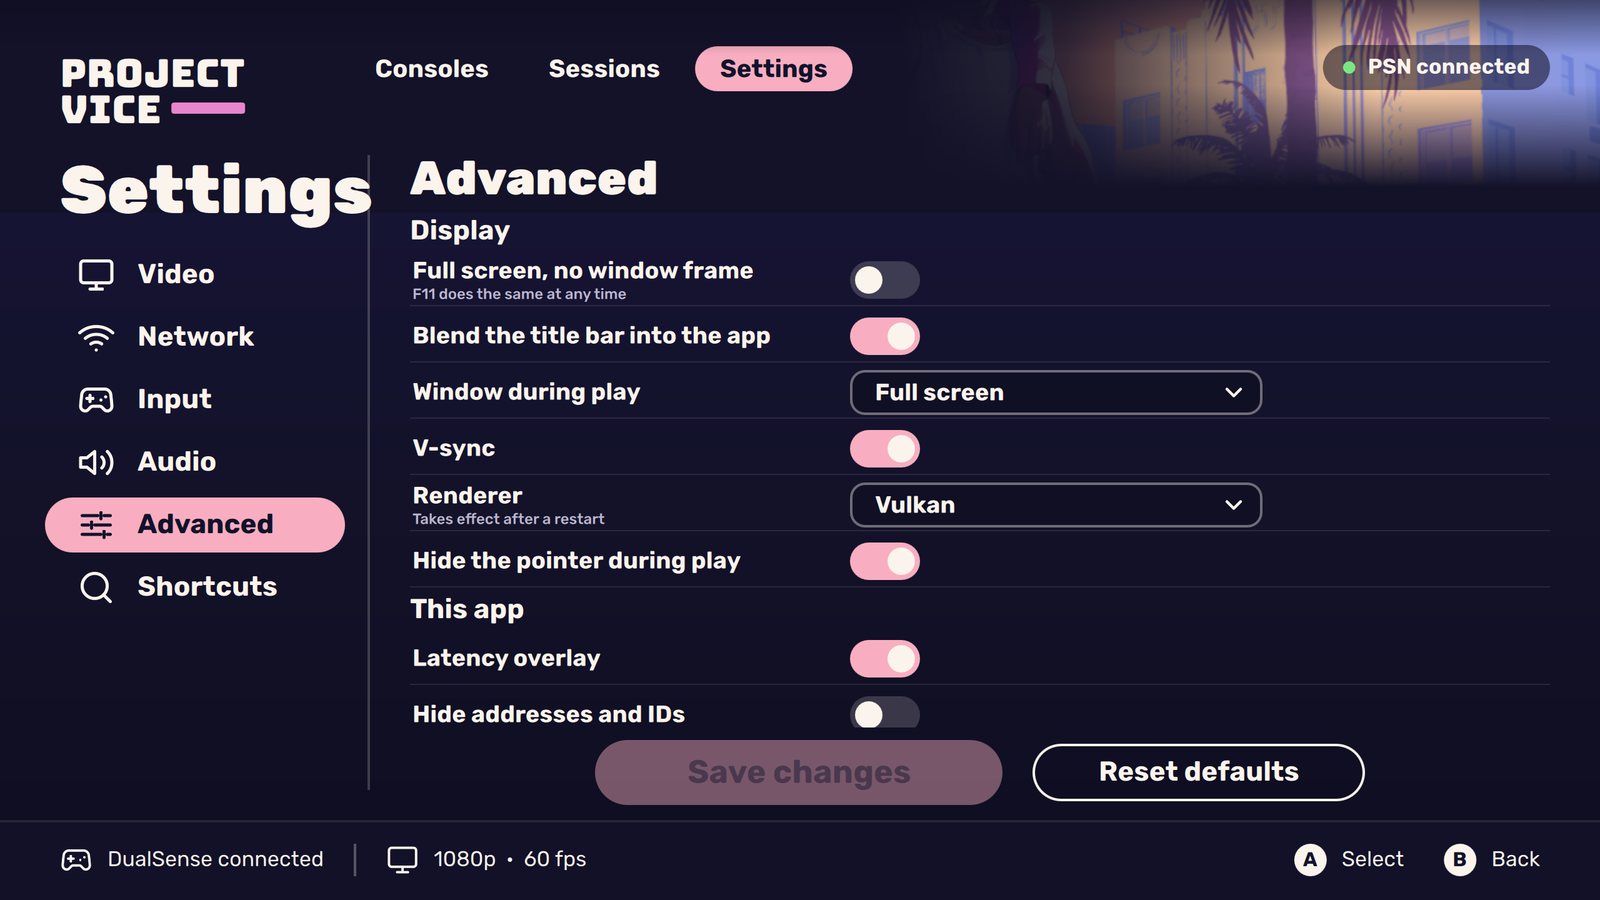 PROJECT
VICE
Consoles
Sessions
Settings
PSN connected
Settings
Video
Network
Input
Audio
Advanced
Shortcuts
Advanced
Display
Full screen, no window frame
F11 does the same at any time
Blend the title bar into the app
Window during play
Full screen
V-sync
Renderer
Takes effect after a restart
Vulkan
Hide the pointer during play
This app
Latency overlay
Hide addresses and IDs
Save changes
Reset defaults
DualSense connected
1080p • 60 fps
A Select
B Back